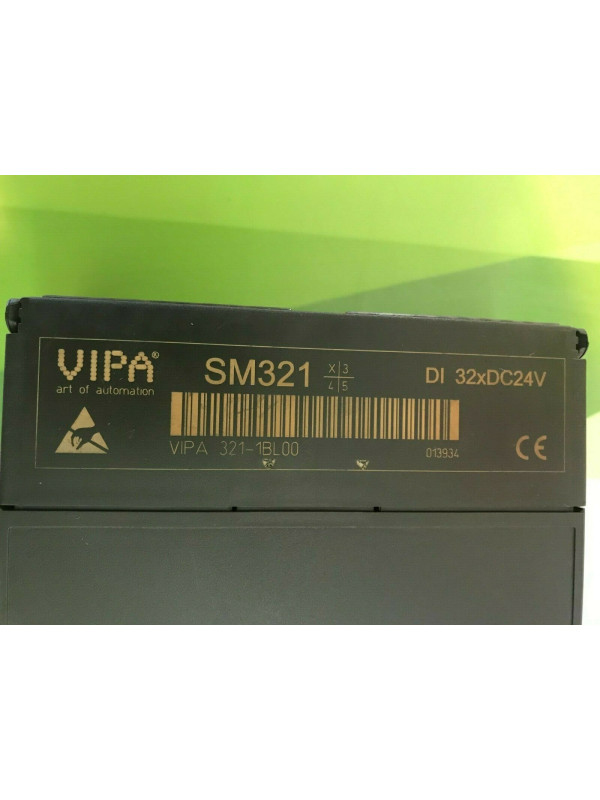 VIPA®
art of automation
SM321
X 3
4 5
DI 32xDC24V
VIPA 321-1BL00
013934
CE